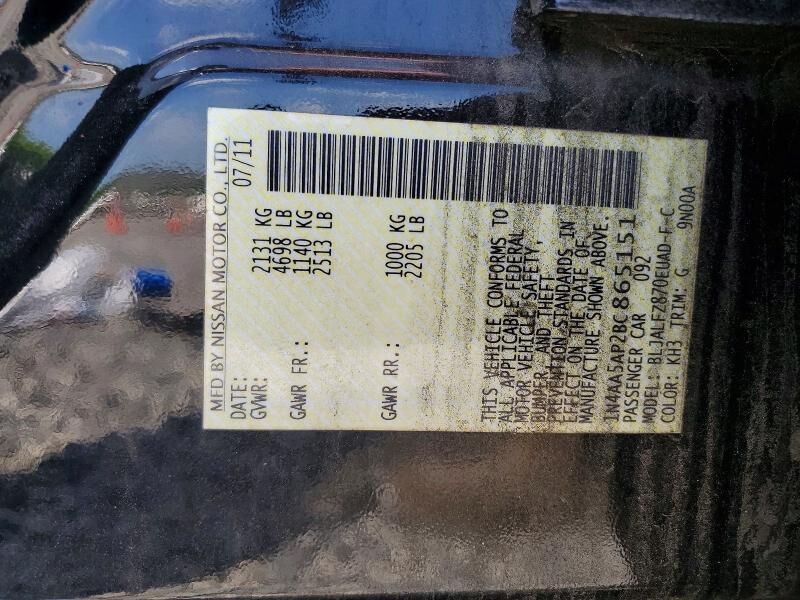 MFD BY NISSAN MOTOR CO., LTD.
DATE: 07/11
GVWR: 2131 KG
4698 LB
GAWR FR.: 1140 KG
2513 LB
GAWR RR.: 1000 KG
2205 LB
THIS VEHICLE CONFORMS TO
ALL APPLICABLE FEDERAL
MOTOR VEHICLE SAFETY,
BUMPER, AND THEFT
PREVENTION STANDARDS IN
EFFECT ON THE DATE OF
MANUFACTURE SHOWN ABOVE.
1N4AA5AP2BC865151
PASSENGER CAR 092
MODEL: BLJALFZ870EUAD-F-C
COLOR: KH3 TRIM: G 9N00A